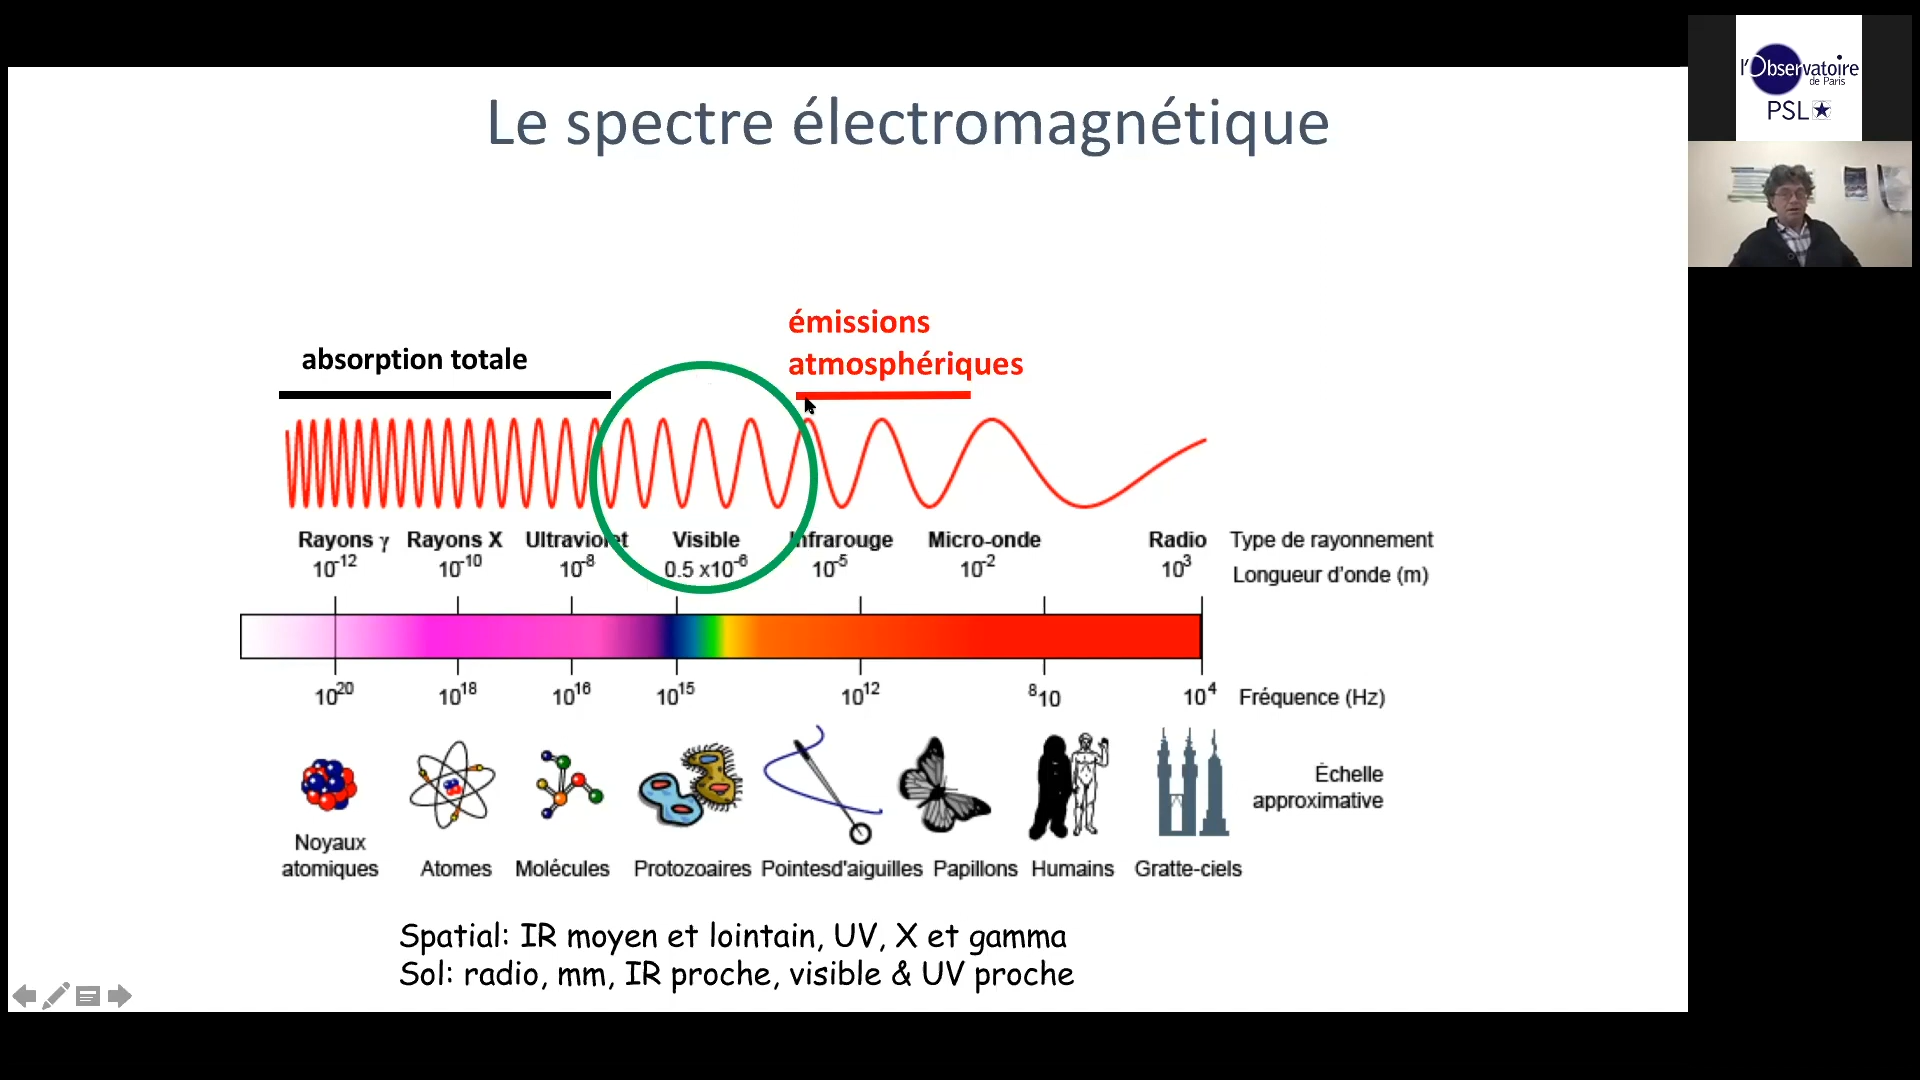 Le spectre électromagnétique
l'Observatoire
de Paris
PSL
émissions
atmosphériques
absorption totale
Rayons γ Rayons X Ultraviolet Visible Infrarouge Micro-onde Radio Type de rayonnement
10⁻¹² 10⁻¹⁰ 10⁻⁸ 0.5 x10⁻⁶ 10⁻⁵ 10⁻² 10³ Longueur d'onde (m)
10²⁰ 10¹⁸ 10¹⁶ 10¹⁵ 10¹² ⁸10 10⁴ Fréquence (Hz)
Échelle
approximative
Noyaux
atomiques Atomes Molécules Protozoaires Pointesd'aiguilles Papillons Humains Gratte-ciels
Spatial: IR moyen et lointain, UV, X et gamma
Sol: radio, mm, IR proche, visible & UV proche